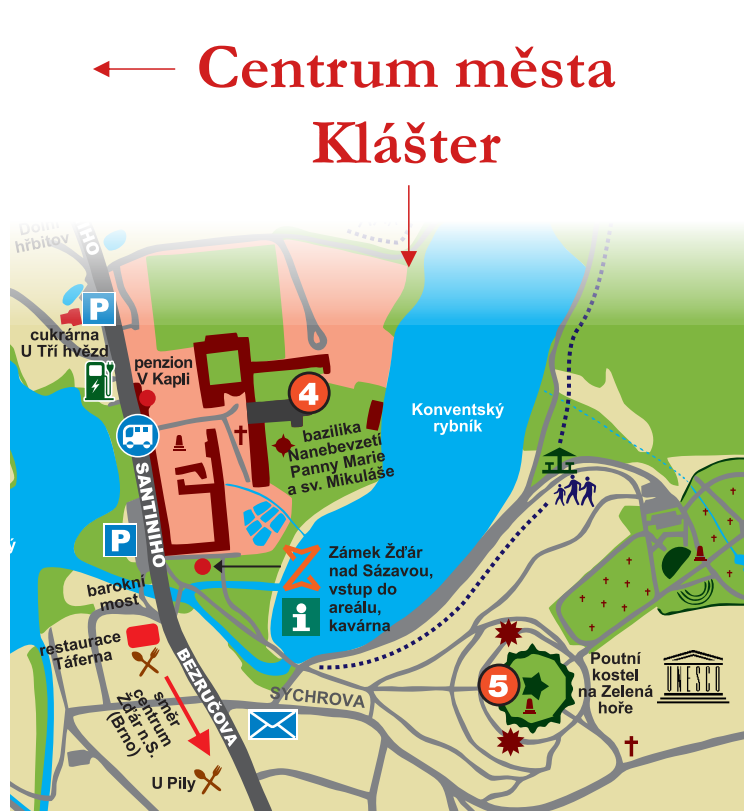 Centrum města
Klášter
Dolní
hřbitov
P
cukrárna
U Tří hvězd
penzion
V Kapli
4
bazilika
Nanebevzetí
Panny Marie
a sv. Mikuláše
Konventský
rybník
SANTINIHO
P
Zámek Žďár
nad Sázavou,
vstup do
areálu,
kavárna
i
barokní
most
restaurace
Táferna
BEZRUČOVA
směr
centrum
Žďár n.S.
(Brno)
SYCHROVA
5
Poutní
kostel
na Zelená
hoře
UNESCO
U Pily